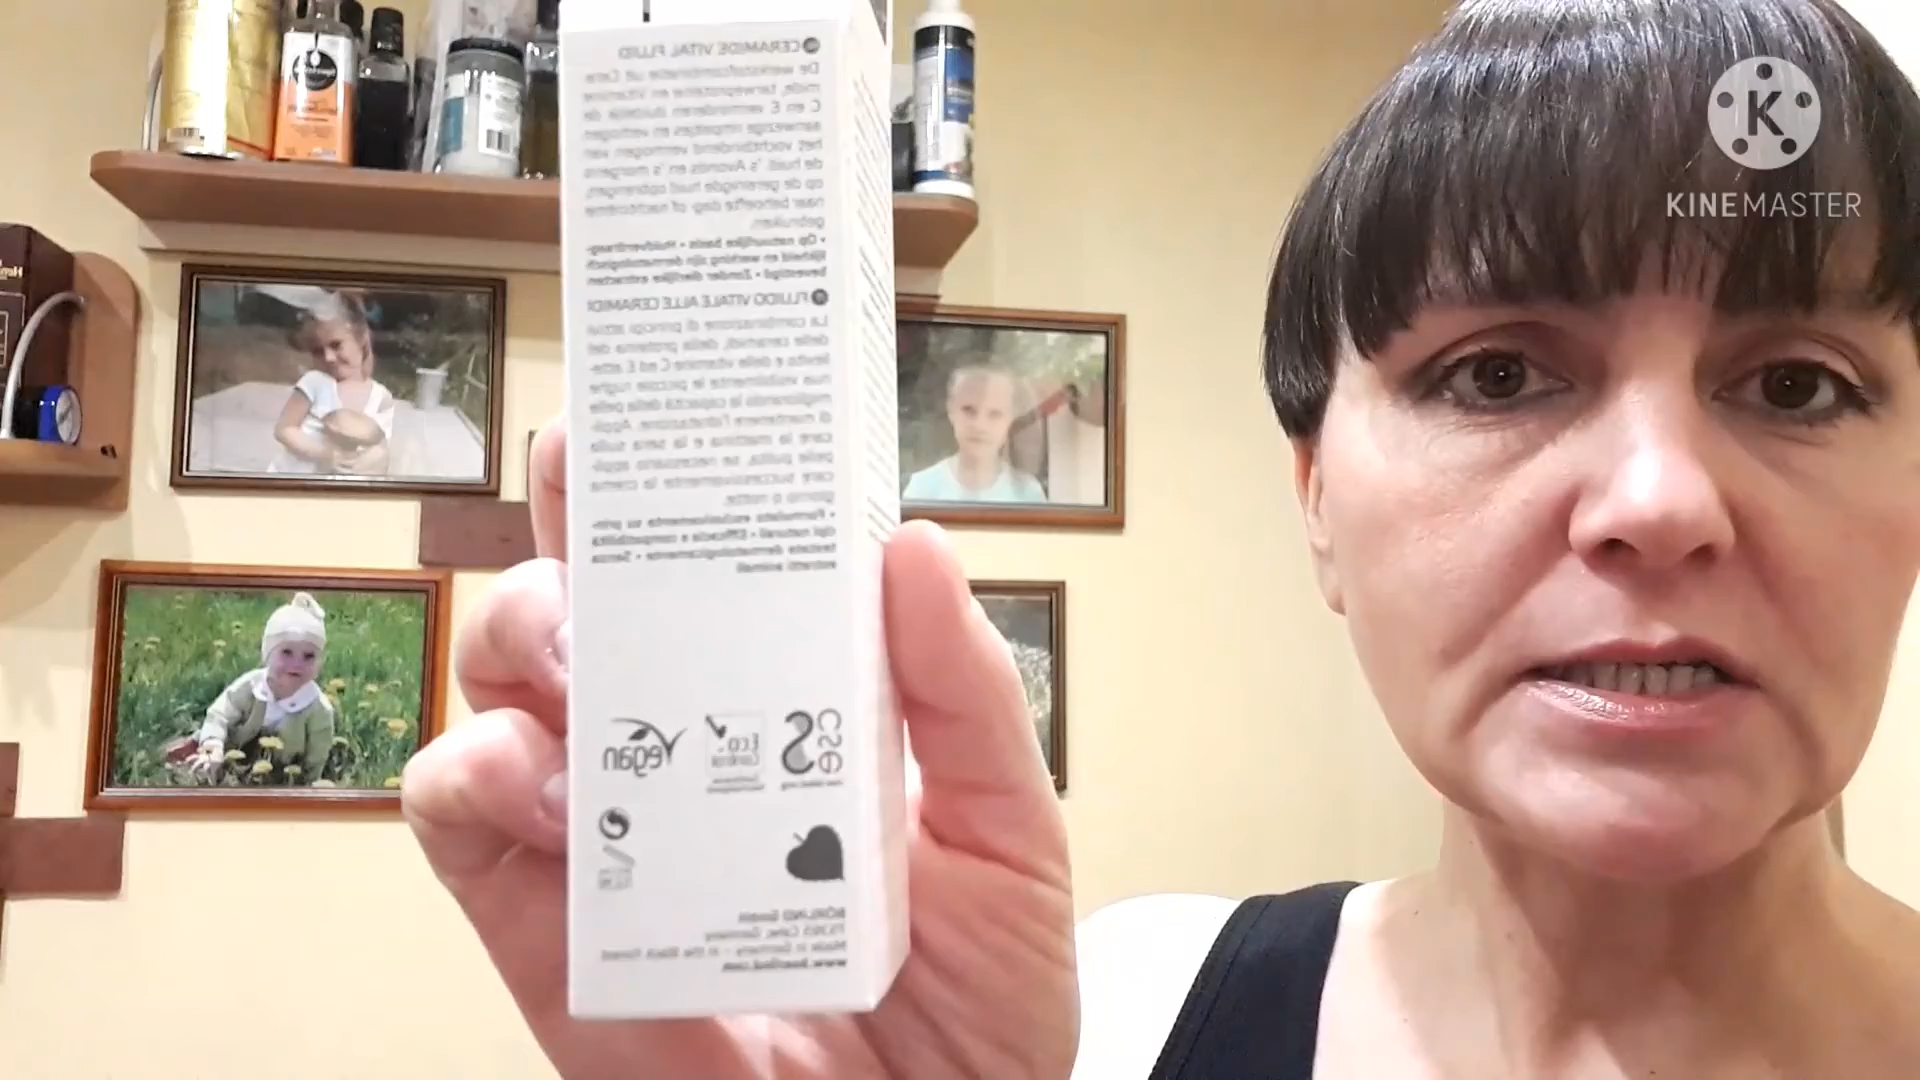 CERAMIDE VITAL FLUID
De werkstofcombinatie uit Cera-
mide, tarweproteïne en Vitamine
C en E verminderen duidelijk de
aanwezige rimpeltjes en verhogen
het vochtbindend vermogen van
de huid. 's Avonds en 's morgens
op de gereinigde huid opbrengen,
naar behoefte dag- of nachtcrème
gebruiken.
• Op natuurlijke basis • Huidverdraag-
lijkheid en werking zijn dermatologisch
bevestigd • Zonder dierlijke extracten
FLUIDO VITALE ALLE CERAMIDI
La combinazione di principi attivi
delle ceramidi, della proteina del
lievito e delle vitamine C ed E atte-
nua visibilmente le piccole rughe
migliorando la capacità della pelle
di mantenere l'idratazione. Appli-
care la mattina e la sera sulla
pelle pulita, se necessario appli-
care successivamente la crema
giorno o notte.
• Formulato esclusivamente su prin-
cipi naturali • Efficacia e compatibilità
testate dermatologicamente • Senza
estratti animali
Vegan
Eco
Control
cse
BÖRLIND GmbH
75365 Calw, Germany
Made in Germany – in the Black Forest
www.boerlind.com
KINEMASTER